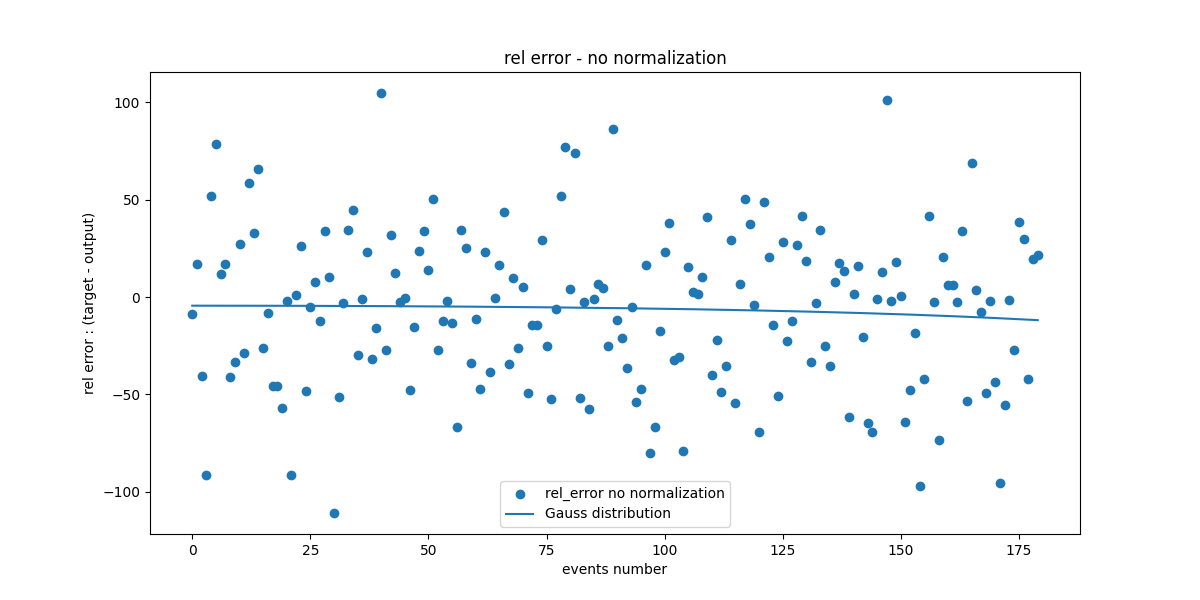 rel error - no normalization
rel error : (target - output)
100
50
0
−50
−100
rel_error no normalization
Gauss distribution
0 25 50 75 100 125 150 175
events number